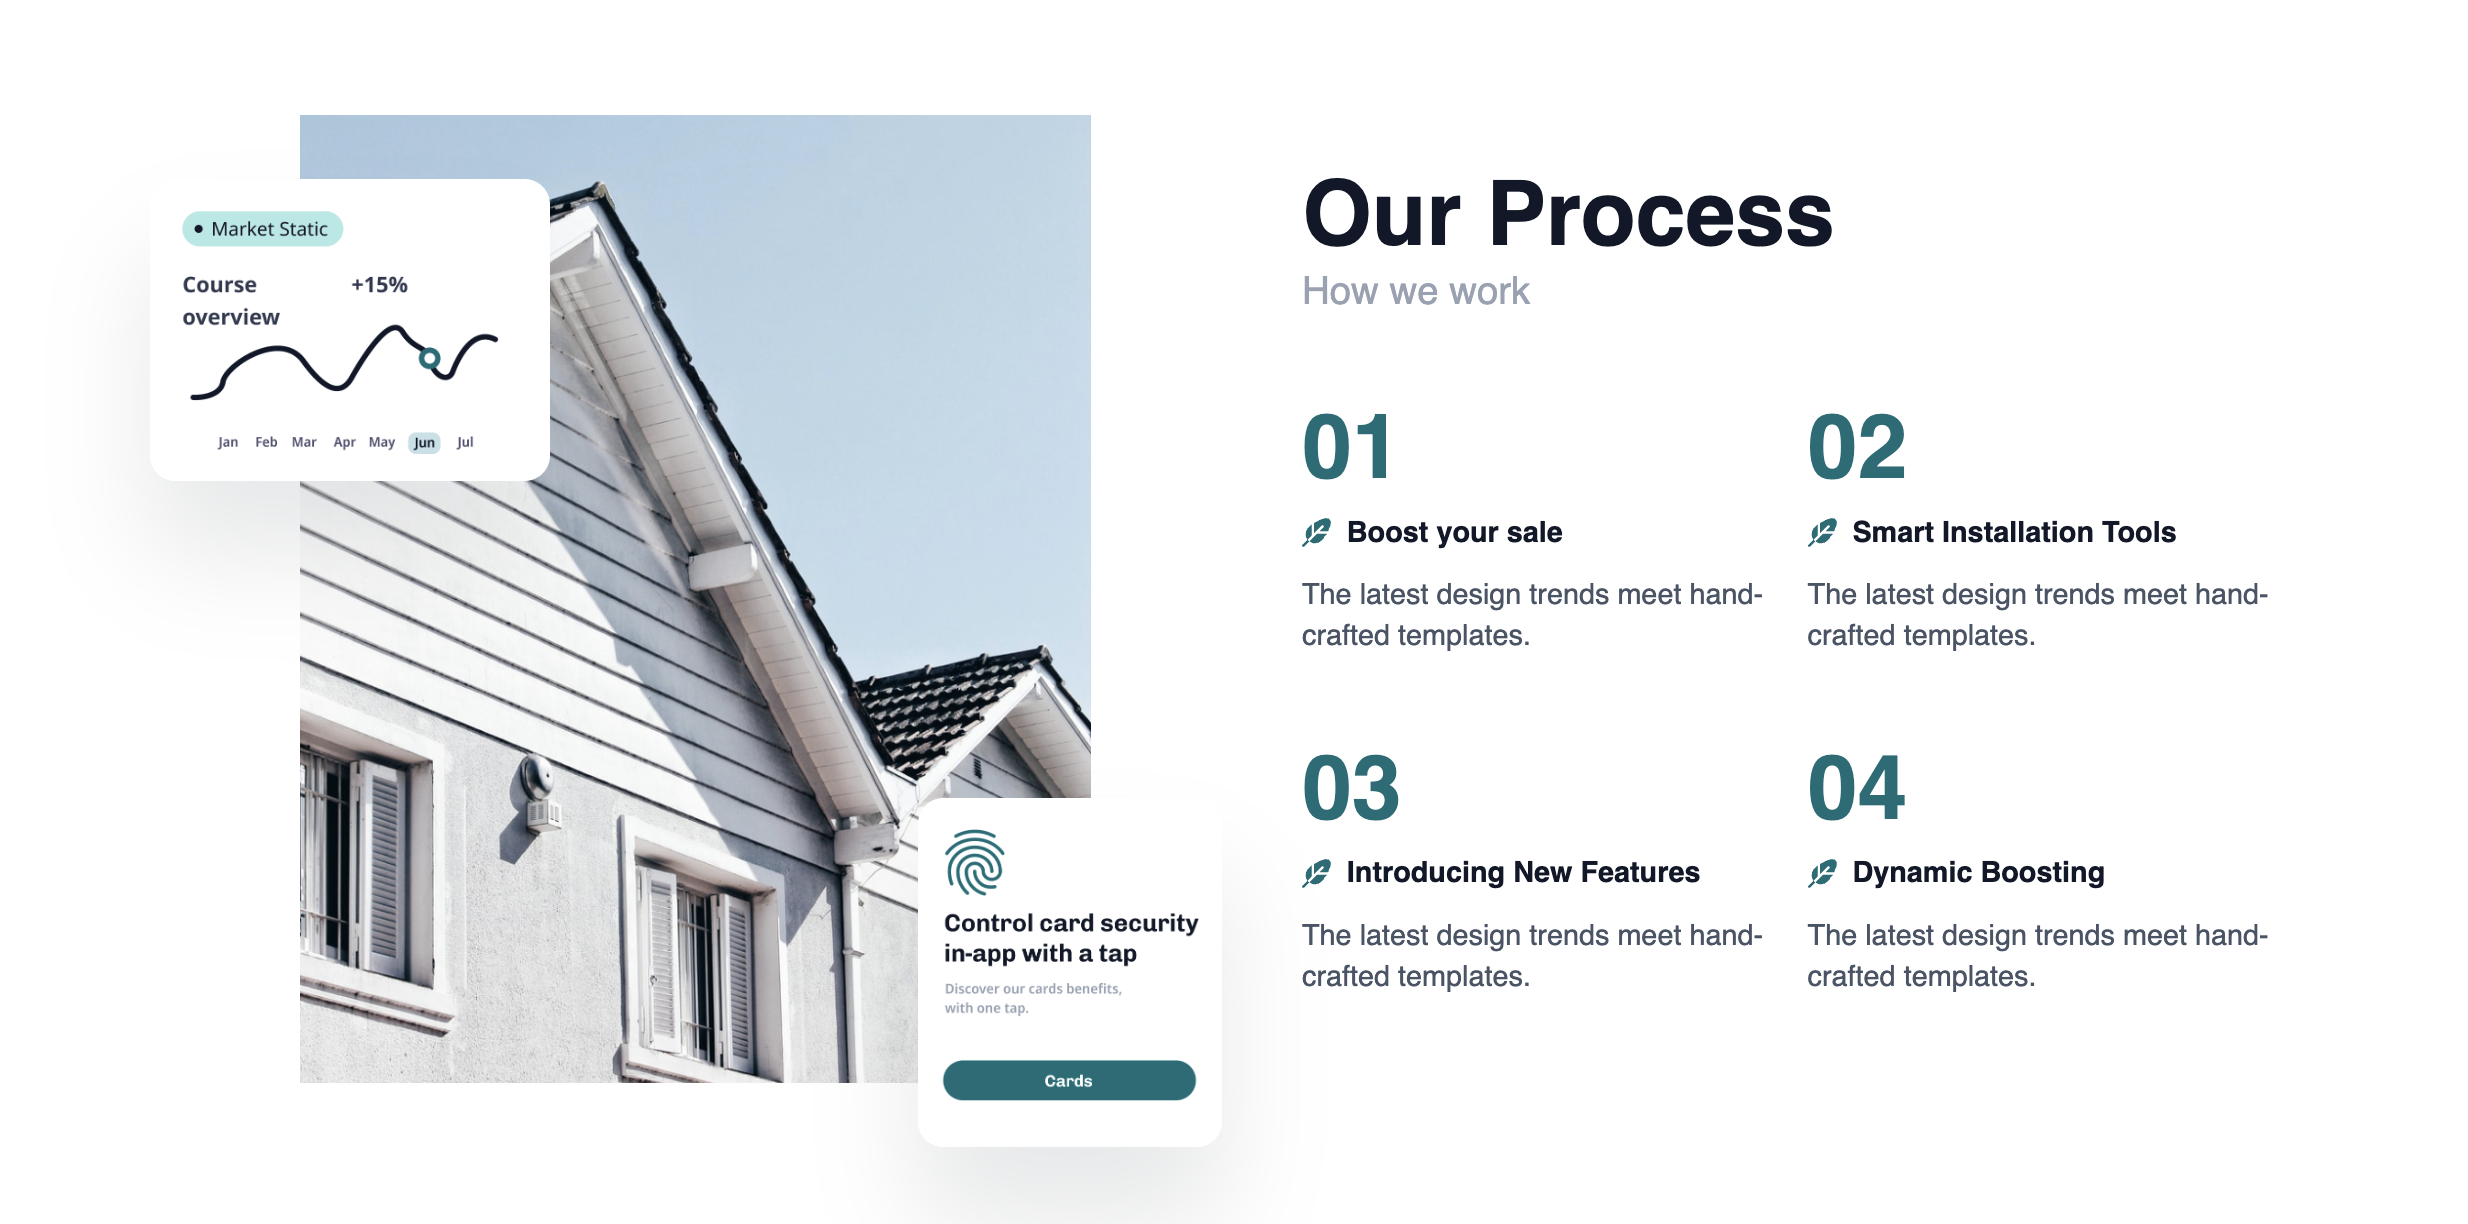 Market Static
Course +15%
overview
Jan Feb Mar Apr May Jun Jul
Control card security
in-app with a tap
Discover our cards benefits,
with one tap.
Cards
Our Process
How we work
01
Boost your sale
The latest design trends meet hand-
crafted templates.
02
Smart Installation Tools
The latest design trends meet hand-
crafted templates.
03
Introducing New Features
The latest design trends meet hand-
crafted templates.
04
Dynamic Boosting
The latest design trends meet hand-
crafted templates.